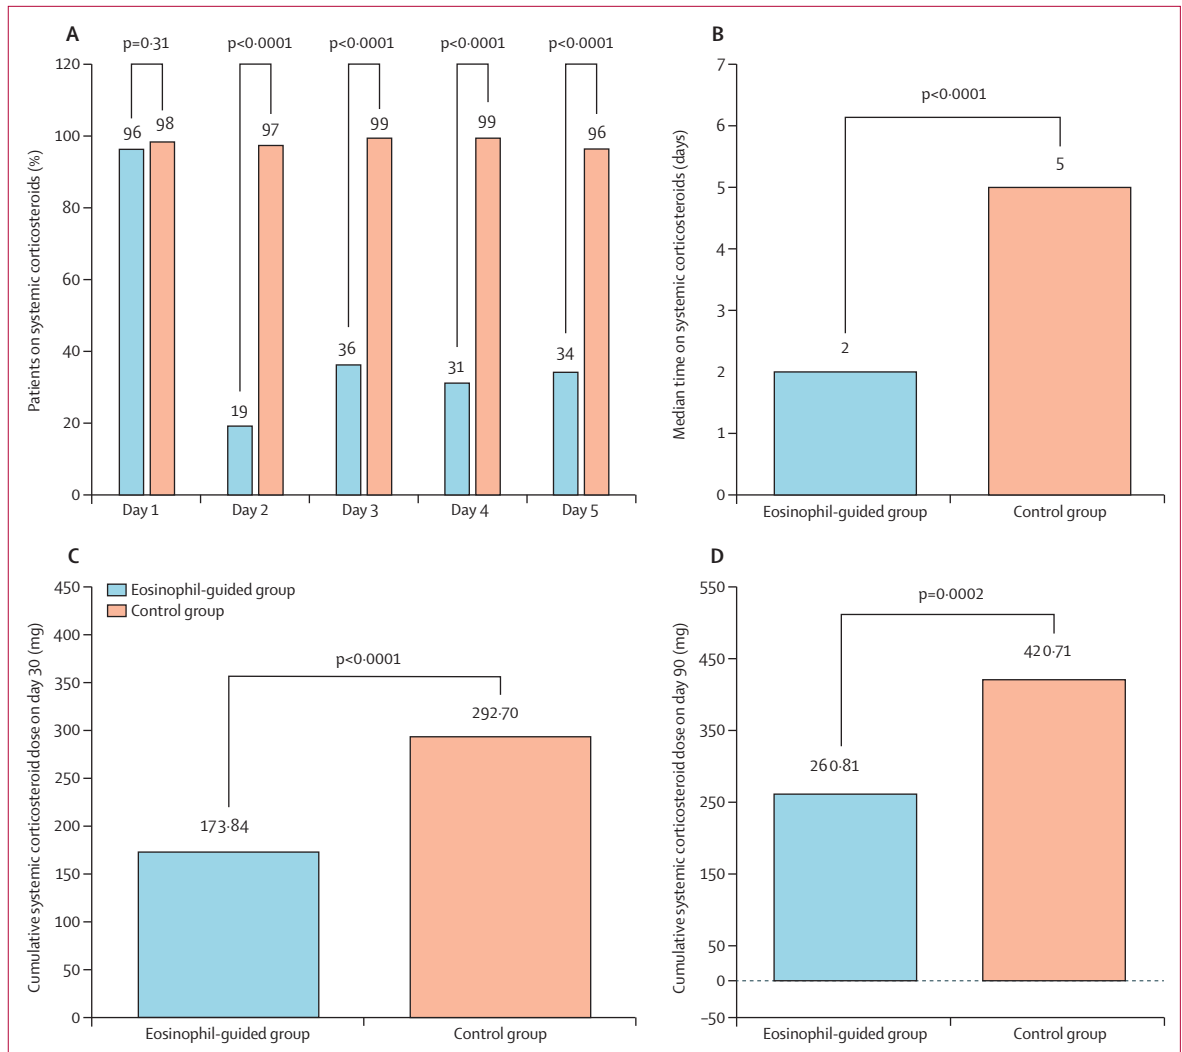 A
p=0·31
p<0·0001
p<0·0001
p<0·0001
p<0·0001
Patients on systemic corticosteroids (%)
120
100
80
60
40
20
0
96
98
19
97
36
99
31
99
34
96
Day 1
Day 2
Day 3
Day 4
Day 5
B
p<0·0001
Median time on systemic corticosteroids (days)
7
6
5
4
3
2
1
0
2
5
Eosinophil-guided group
Control group
C
Eosinophil-guided group
Control group
p<0·0001
Cumulative systemic corticosteroid dose on day 30 (mg)
450
400
350
300
250
200
150
100
50
0
173·84
292·70
Eosinophil-guided group
Control group
D
p=0·0002
Cumulative systemic corticosteroid dose on day 90 (mg)
550
450
350
250
150
50
0
–50
260·81
420·71
Eosinophil-guided group
Control group